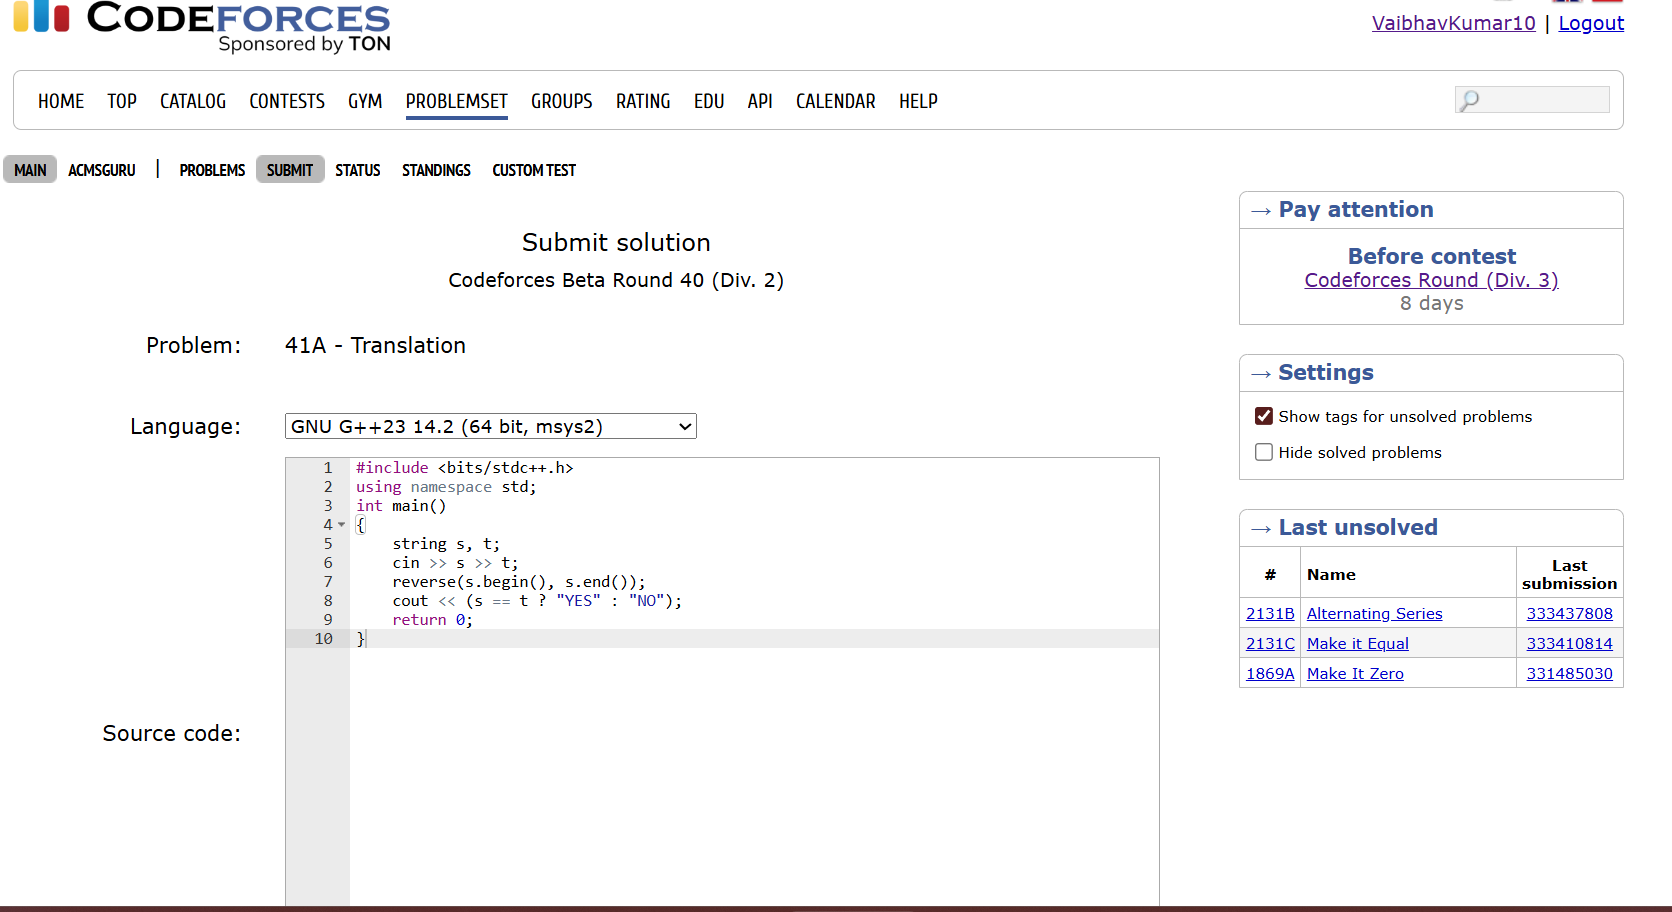 CODEFORCES
Sponsored by TON
VaibhavKumar10 | Logout
HOME TOP CATALOG CONTESTS GYM PROBLEMSET GROUPS RATING EDU API CALENDAR HELP
MAIN ACMSGURU | PROBLEMS SUBMIT STATUS STANDINGS CUSTOM TEST
Submit solution
Codeforces Beta Round 40 (Div. 2)
Problem: 41A - Translation
Language: GNU G++23 14.2 (64 bit, msys2)
Source code:
1 #include <bits/stdc++.h>
2 using namespace std;
3 int main()
4 {
5     string s, t;
6     cin >> s >> t;
7     reverse(s.begin(), s.end());
8     cout << (s == t ? "YES" : "NO");
9     return 0;
10 }
→ Pay attention
Before contest
Codeforces Round (Div. 3)
8 days
→ Settings
Show tags for unsolved problems
Hide solved problems
→ Last unsolved
# Name Last submission
2131B Alternating Series 333437808
2131C Make it Equal 333410814
1869A Make It Zero 331485030